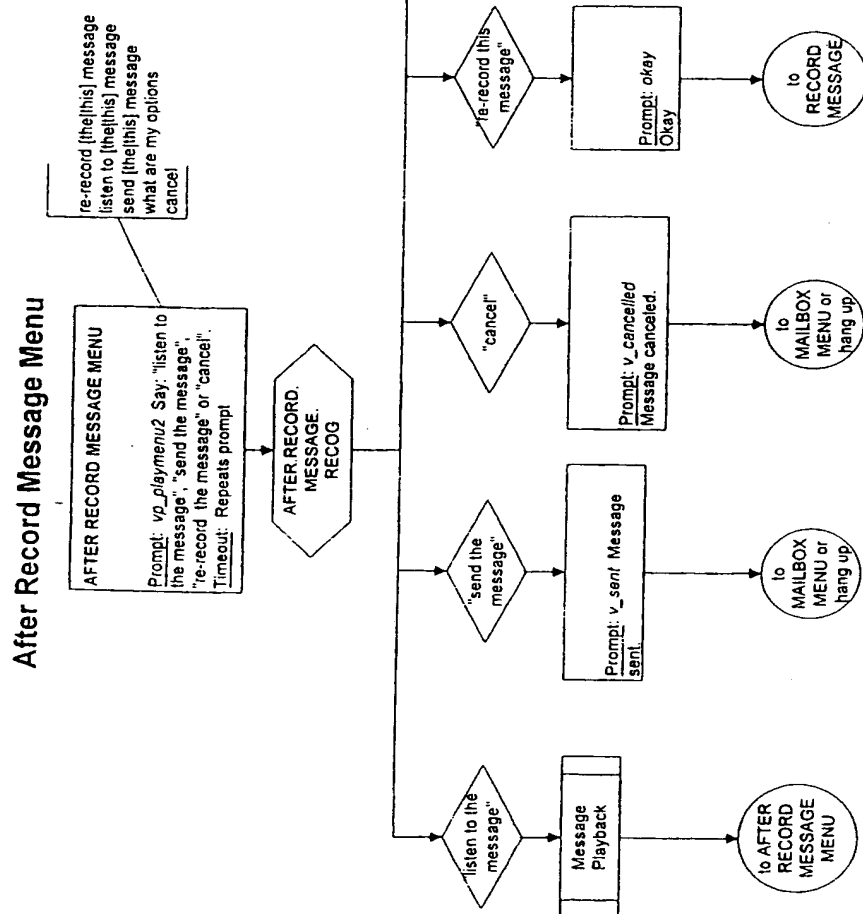 After Record Message Menu
AFTER RECORD MESSAGE MENU
Prompt: vp_playmenu2 Say: "listen to
the message", "send the message",
"re-record the message" or "cancel".
Timeout: Repeats prompt
re-record [the|this] message
listen to [the|this] message
send [the|this] message
what are my options
cancel
AFTER.RECORD.
MESSAGE.
RECOG
"listen to the
message"
Message
Playback
to AFTER
RECORD
MESSAGE
MENU
"send the
message"
Prompt: v_sent Message
sent.
to
MAILBOX
MENU or
hang up
"cancel"
Prompt: v_cancelled
Message canceled.
to
MAILBOX
MENU or
hang up
"re-record this
message"
Prompt: okay
Okay
to
RECORD
MESSAGE